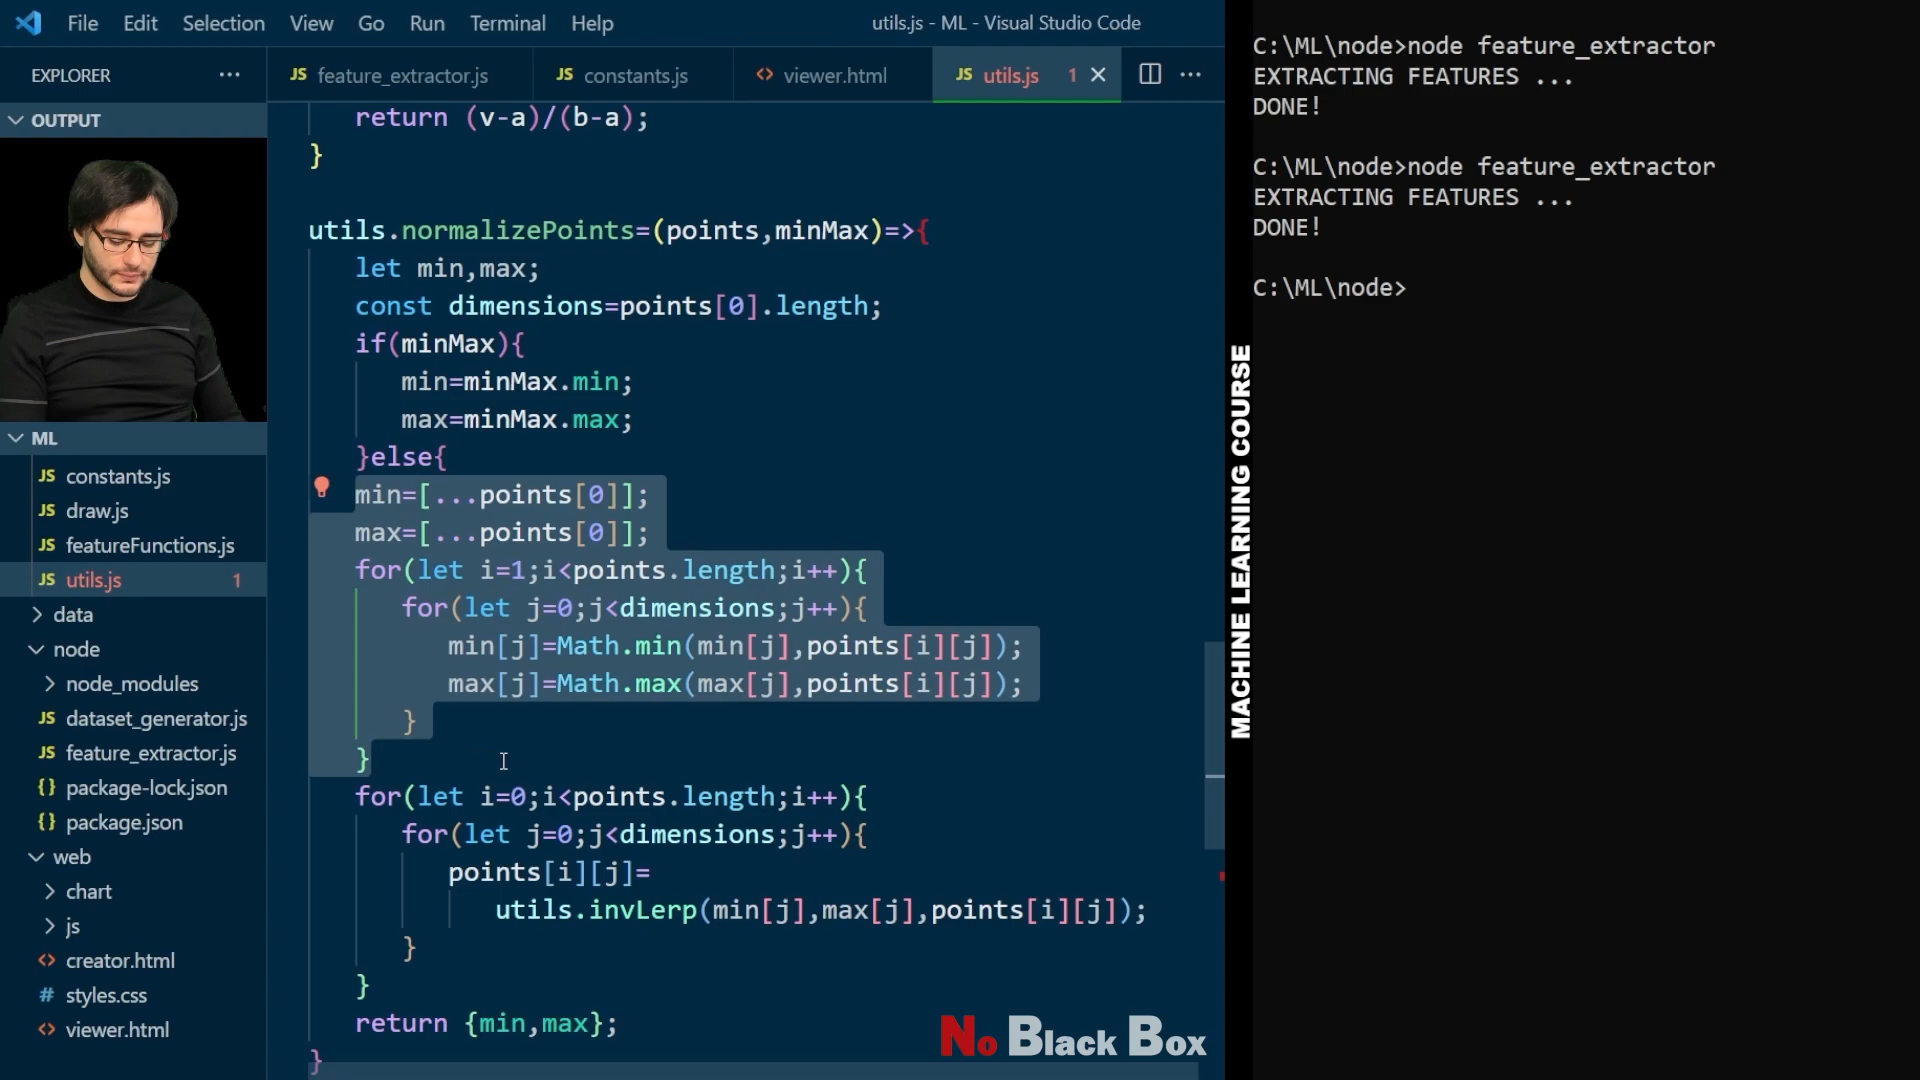 File Edit Selection View Go Run Terminal Help
utils.js - ML - Visual Studio Code
EXPLORER ...
JS feature_extractor.js
JS constants.js
<> viewer.html
JS utils.js 1
OUTPUT
ML
JS constants.js
JS draw.js
JS featureFunctions.js
JS utils.js 1
data
node
node_modules
JS dataset_generator.js
JS feature_extractor.js
{} package-lock.json
{} package.json
web
chart
js
<> creator.html
# styles.css
<> viewer.html
return (v-a)/(b-a);
}
utils.normalizePoints=(points,minMax)=>{
let min,max;
const dimensions=points[0].length;
if(minMax){
min=minMax.min;
max=minMax.max;
}else{
min=[...points[0]];
max=[...points[0]];
for(let i=1;i<points.length;i++){
for(let j=0;j<dimensions;j++){
min[j]=Math.min(min[j],points[i][j]);
max[j]=Math.max(max[j],points[i][j]);
}
}
for(let i=0;i<points.length;i++){
for(let j=0;j<dimensions;j++){
points[i][j]=
utils.invLerp(min[j],max[j],points[i][j]);
}
}
return {min,max};
}
No Black Box
MACHINE LEARNING COURSE
C:\ML\node>node feature_extractor
EXTRACTING FEATURES ...
DONE!
C:\ML\node>node feature_extractor
EXTRACTING FEATURES ...
DONE!
C:\ML\node>